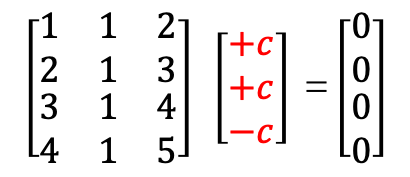 1 1 2 +c 0
2 1 3 +c = 0
3 1 4 −c 0
4 1 5 0